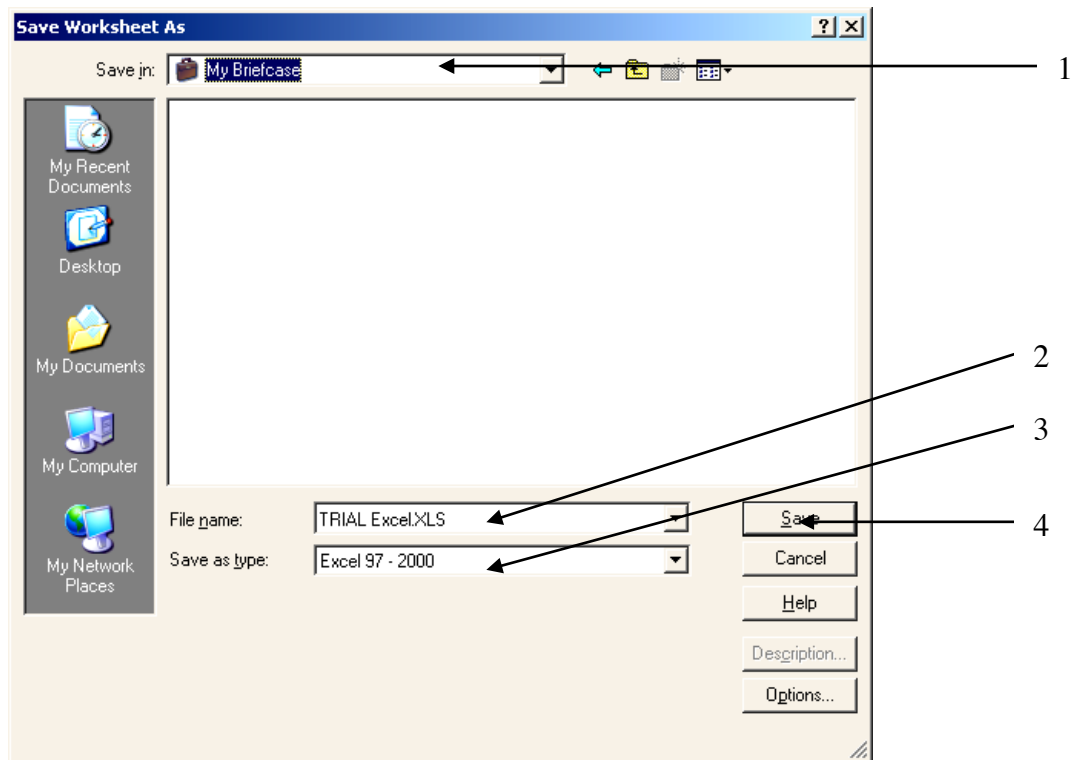 Save Worksheet As
Save in:
My Briefcase
1
My Recent
Documents
Desktop
My Documents
My Computer
My Network
Places
2
3
File name:
TRIAL Excel.XLS
Save
4
Save as type:
Excel 97 - 2000
Cancel
Help
Description...
Options...